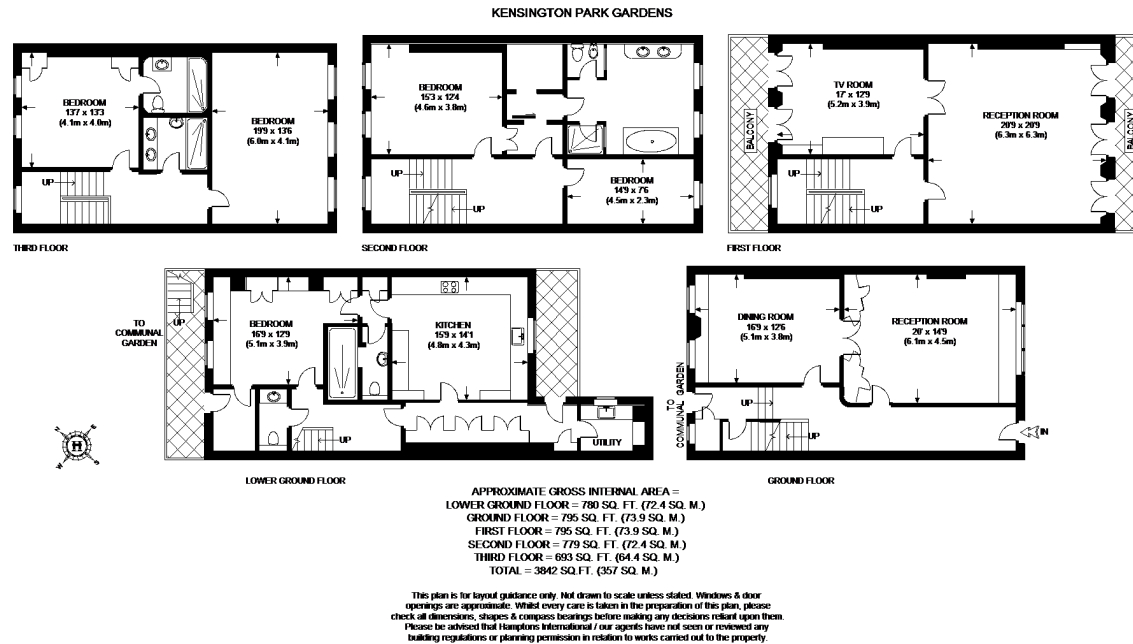 KENSINGTON PARK GARDENS
BEDROOM
13'7 x 13'3
(4.1m x 4.0m)
BEDROOM
19'9 x 13'6
(6.0m x 4.1m)
UP
THIRD FLOOR
BEDROOM
15'3 x 12'4
(4.6m x 3.8m)
BEDROOM
14'9 x 7'6
(4.5m x 2.3m)
UP
UP
SECOND FLOOR
BALCONY
TV ROOM
17' x 12'9
(5.2m x 3.9m)
RECEPTION ROOM
20'9 x 20'9
(6.3m x 6.3m)
BALCONY
UP
UP
FIRST FLOOR
TO
COMMUNAL
GARDEN
UP
BEDROOM
16'9 x 12'9
(5.1m x 3.9m)
KITCHEN
15'9 x 14'1
(4.8m x 4.3m)
UP
UTILITY
LOWER GROUND FLOOR
N
E
S
W
H
DINING ROOM
16'9 x 12'6
(5.1m x 3.8m)
RECEPTION ROOM
20' x 14'9
(6.1m x 4.5m)
TO
COMMUNAL GARDEN
UP
UP
IN
GROUND FLOOR
APPROXIMATE GROSS INTERNAL AREA =
LOWER GROUND FLOOR = 780 SQ. FT. (72.4 SQ. M.)
GROUND FLOOR = 795 SQ. FT. (73.9 SQ. M.)
FIRST FLOOR = 795 SQ. FT. (73.9 SQ. M.)
SECOND FLOOR = 779 SQ. FT. (72.4 SQ. M.)
THIRD FLOOR = 693 SQ. FT. (64.4 SQ. M.)
TOTAL = 3842 SQ.FT. (357 SQ. M.)
This plan is for layout guidance only. Not drawn to scale unless stated. Windows & door
openings are approximate. Whilst every care is taken in the preparation of this plan, please
check all dimensions, shapes & compass bearings before making any decisions reliant upon them.
Please be advised that Hamptons International / our agents have not seen or reviewed any
building regulations or planning permission in relation to works carried out to the property.